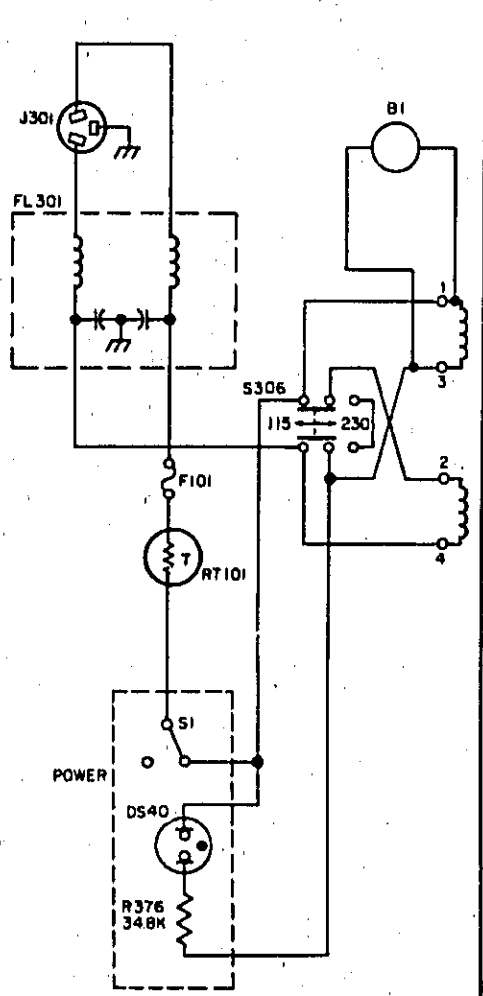 J301
B1
FL301
1
3
S306
115
230
2
4
F101
T
RT101
S1
POWER
DS40
R376
34.8K